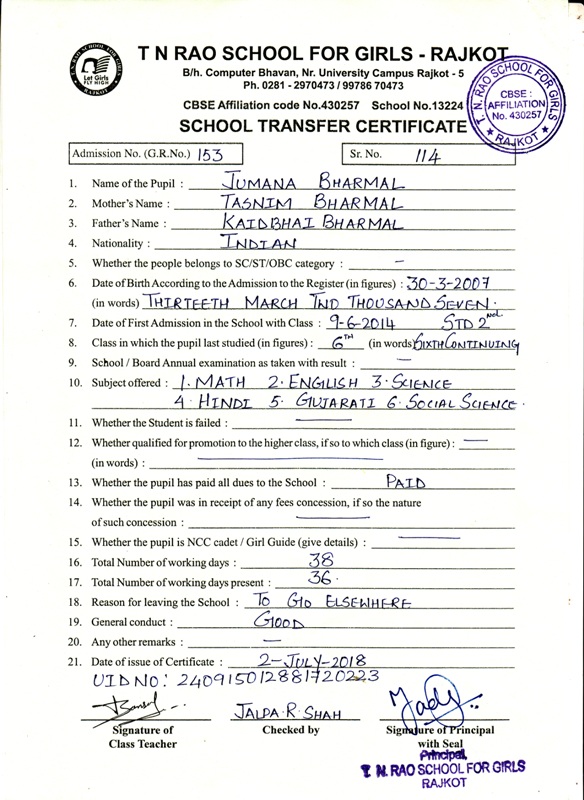 T. N. RAO SCHOOL FOR GIRLS
Let Girls
FLY HIGH
RAJKOT
T N RAO SCHOOL FOR GIRLS - RAJKOT
B/h. Computer Bhavan, Nr. University Campus Rajkot - 5
Ph. 0281 - 2970473 / 99786 70473
CBSE Affiliation code No.430257 School No.13224
SCHOOL TRANSFER CERTIFICATE
T. N. RAO SCHOOL FOR GIRLS
CBSE:
AFFILIATION
No. 430257
★ RAJKOT ★
Admission No. (G.R.No.) 153 Sr. No. 114
1. Name of the Pupil : JUMANA BHARMAL
2. Mother's Name : TASNIM BHARMAL
3. Father's Name : KAIDBHAI BHARMAL
4. Nationality : INDIAN
5. Whether the people belongs to SC/ST/OBC category : —
6. Date of Birth According to the Admission to the Register (in figures) : 30-3-2007
(in words) THIRTEETH MARCH TND THOUSAND SEVEN.
7. Date of First Admission in the School with Class : 9-6-2014 STD 2nd
8. Class in which the pupil last studied (in figures) : 6TH (in words) SIXTH CONTINUING
9. School / Board Annual examination as taken with result : —
10. Subject offered : 1. MATH 2. ENGLISH 3. SCIENCE
4. HINDI 5. GUJARATI 6. SOCIAL SCIENCE.
11. Whether the Student is failed : —
12. Whether qualified for promotion to the higher class, if so to which class (in figure) : —
(in words) : —
13. Whether the pupil has paid all dues to the School : PAID
14. Whether the pupil was in receipt of any fees concession, if so the nature
of such concession : —
15. Whether the pupil is NCC cadet / Girl Guide (give details) : —
16. Total Number of working days : 38
17. Total Number of working days present : 36.
18. Reason for leaving the School : TO GO ELSEWHERE
19. General conduct : GOOD
20. Any other remarks : —
21. Date of issue of Certificate : 2-JULY-2018
UID NO: 240915012881720223
JALPA.R.SHAH
Signature of Checked by Signature of Principal
Class Teacher with Seal
Principal,
T. N. RAO SCHOOL FOR GIRLS
RAJKOT